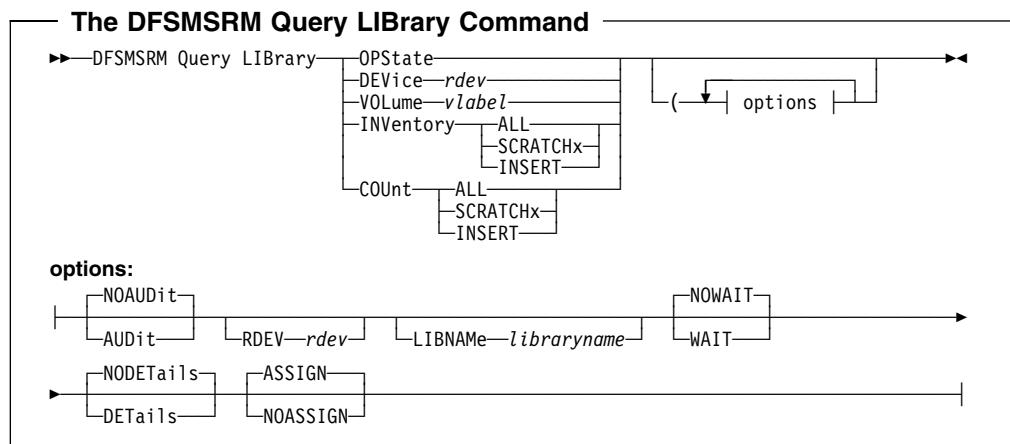 The DFSMSRM Query LIBrary Command
DFSMSRM Query LIBrary OPState
DEVice rdev
VOLume vlabel
INVentory ALL
SCRATCHx
INSERT
COUnt ALL
SCRATCHx
INSERT
( options
options:
NOAUDit
AUDit
RDEV rdev
LIBNAMe libraryname
NOWAIT
WAIT
NODETails
DETails
ASSIGN
NOASSIGN